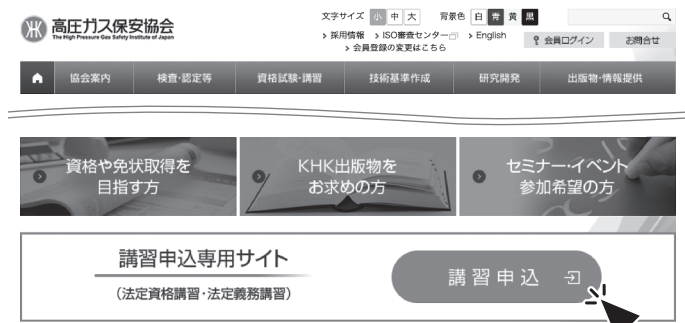 高圧ガス保安協会
The High Pressure Gas Safety Institute of Japan
文字サイズ 小 中 大 背景色 白 青 黄 黒
採用情報 ISO審査センター English
会員登録の変更はこちら
会員ログイン お問合せ
協会案内 検査・認定等 資格試験・講習 技術基準作成 研究開発 出版物・情報提供
資格や免状取得を
目指す方
KHK出版物を
お求めの方
セミナー・イベント
参加希望の方
講習申込専用サイト
(法定資格講習・法定義務講習)
講習申込